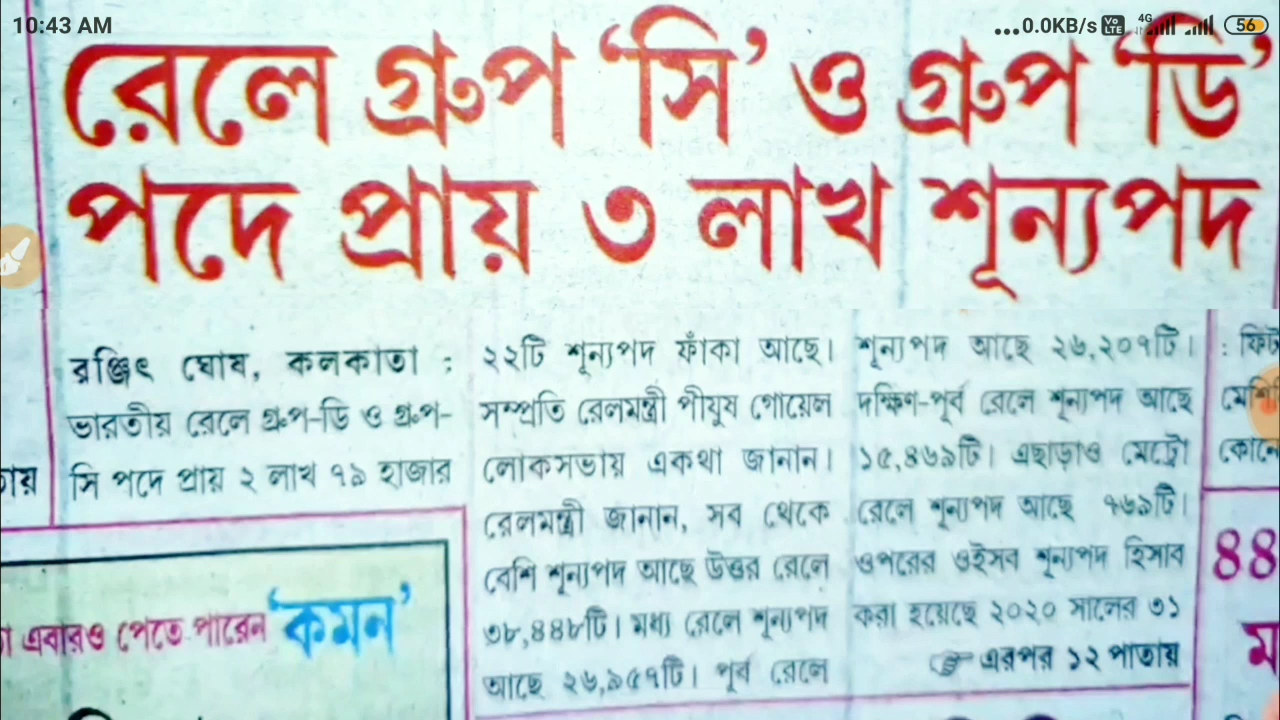 10:43 AM
...0.0KB/s Vo LTE 4G 56
রেলে গ্রুপ 'সি' ও গ্রুপ 'ডি'
পদে প্রায় ৩ লাখ শূন্যপদ
রঞ্জিৎ ঘোষ, কলকাতা :
ভারতীয় রেলে গ্রুপ-ডি ও গ্রুপ-
সি পদে প্রায় ২ লাখ ৭৯ হাজার
২২টি শূন্যপদ ফাঁকা আছে।
সম্প্রতি রেলমন্ত্রী পীযুষ গোয়েল
লোকসভায় একথা জানান।
রেলমন্ত্রী জানান, সব থেকে
বেশি শূন্যপদ আছে উত্তর রেলে
৩৮,৪৪৮টি। মধ্য রেলে শূন্যপদ
আছে ২৬,৯৫৭টি। পূর্ব রেলে
শূন্যপদ আছে ২৬,২০৭টি।
দক্ষিণ-পূর্ব রেলে শূন্যপদ আছে
১৫,৪৬৯টি। এছাড়াও মেট্রো
রেলে শূন্যপদ আছে ৭৬৯টি।
ওপরের ওইসব শূন্যপদ হিসাব
করা হয়েছে ২০২০ সালের ৩১
এরপর ১২ পাতায়
এবারও পেতে পারেন 'কমন'